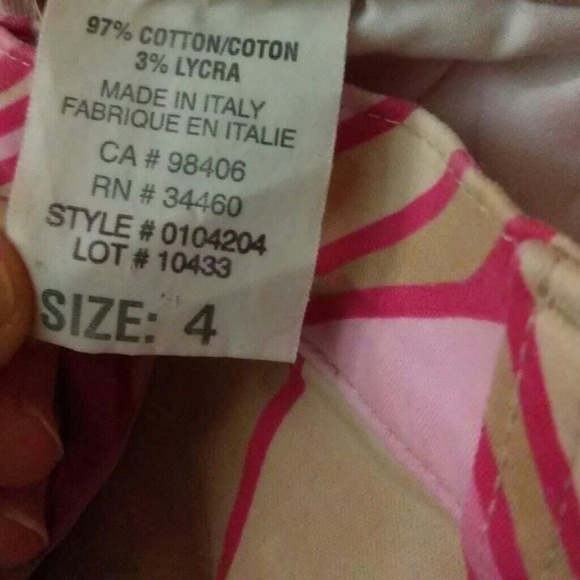 97% COTTON/COTON
3% LYCRA
MADE IN ITALY
FABRIQUE EN ITALIE
CA # 98406
RN # 34460
STYLE # 0104204
LOT # 10433
SIZE: 4